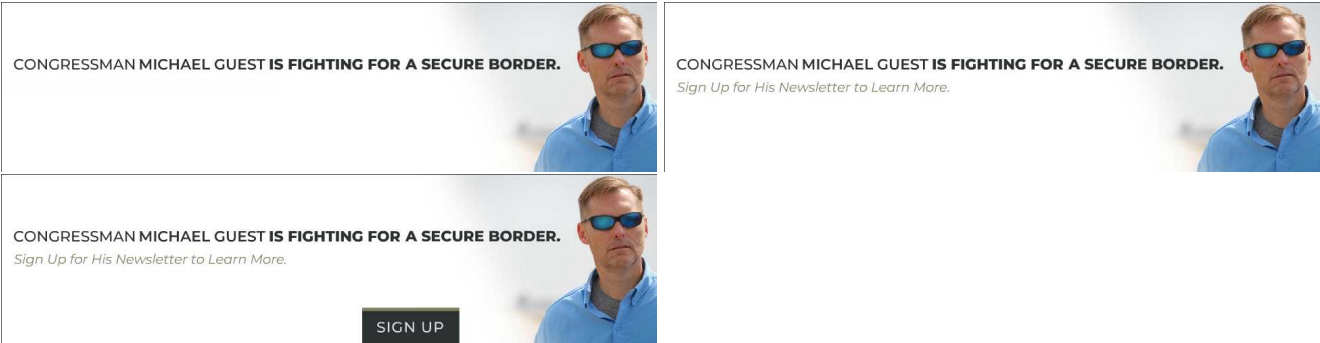 CONGRESSMAN MICHAEL GUEST IS FIGHTING FOR A SECURE BORDER.
CONGRESSMAN MICHAEL GUEST IS FIGHTING FOR A SECURE BORDER.
Sign Up for His Newsletter to Learn More.
CONGRESSMAN MICHAEL GUEST IS FIGHTING FOR A SECURE BORDER.
Sign Up for His Newsletter to Learn More.
SIGN UP